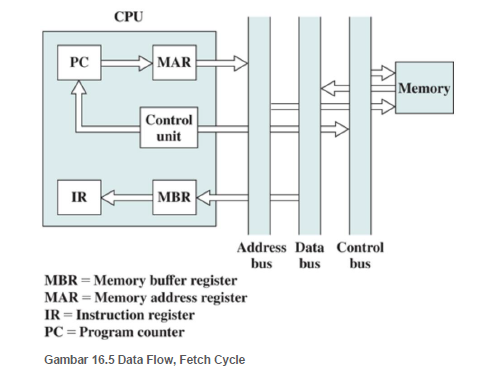 CPU
PC
MAR
Memory
Control
unit
IR
MBR
Address Data Control
bus bus bus
MBR = Memory buffer register
MAR = Memory address register
IR = Instruction register
PC = Program counter
Gambar 16.5 Data Flow, Fetch Cycle